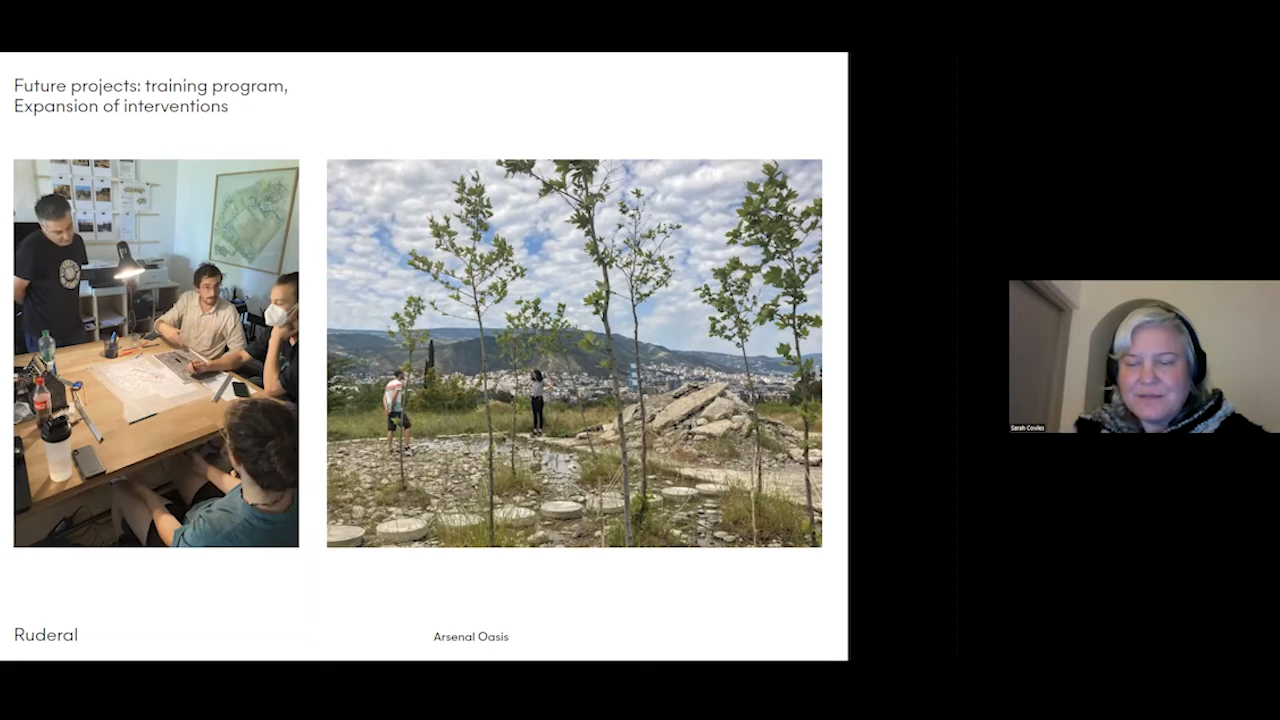 Future projects: training program,
Expansion of interventions
Sarah Cowles
Ruderal
Arsenal Oasis